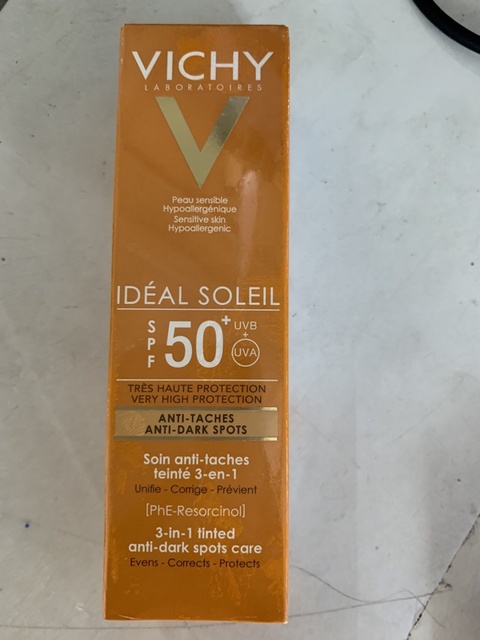 VICHY
LABORATOIRES
Peau sensible
Hypoallergénique
Sensitive skin
Hypoallergenic
IDÉAL SOLEIL
SPF 50+ UVB + UVA
TRÈS HAUTE PROTECTION
VERY HIGH PROTECTION
ANTI-TACHES
ANTI-DARK SPOTS
Soin anti-taches
teinté 3-en-1
Unifie - Corrige - Prévient
[PhE-Resorcinol]
3-in-1 tinted
anti-dark spots care
Evens - Corrects - Protects